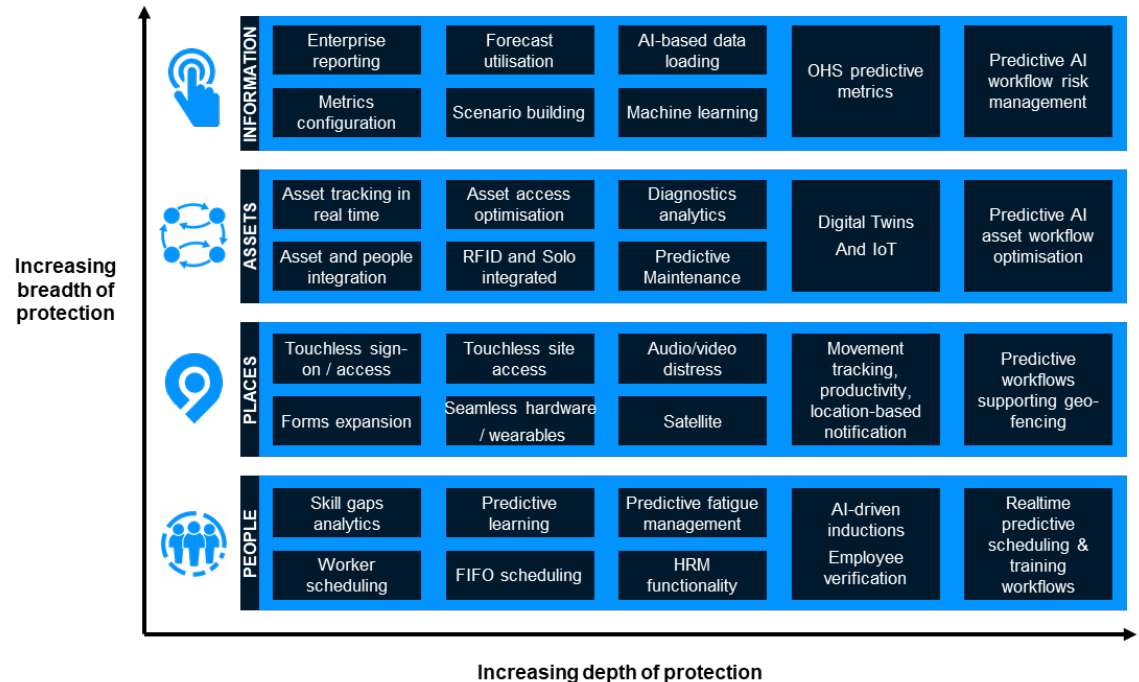 INFORMATION
Enterprise
reporting
Forecast
utilisation
AI-based data
loading
OHS predictive
metrics
Predictive AI
workflow risk
management
Metrics
configuration
Scenario building
Machine learning
ASSETS
Asset tracking in
real time
Asset access
optimisation
Diagnostics
analytics
Digital Twins
And IoT
Predictive AI
asset workflow
optimisation
Asset and people
integration
RFID and Solo
integrated
Predictive
Maintenance
Increasing
breadth of
protection
PLACES
Touchless sign-
on / access
Touchless site
access
Audio/video
distress
Movement
tracking,
productivity,
location-based
notification
Predictive
workflows
supporting geo-
fencing
Forms expansion
Seamless hardware
/ wearables
Satellite
PEOPLE
Skill gaps
analytics
Predictive
learning
Predictive fatigue
management
AI-driven
inductions
Employee
verification
Realtime
predictive
scheduling &
training
workflows
Worker
scheduling
FIFO scheduling
HRM
functionality
Increasing depth of protection